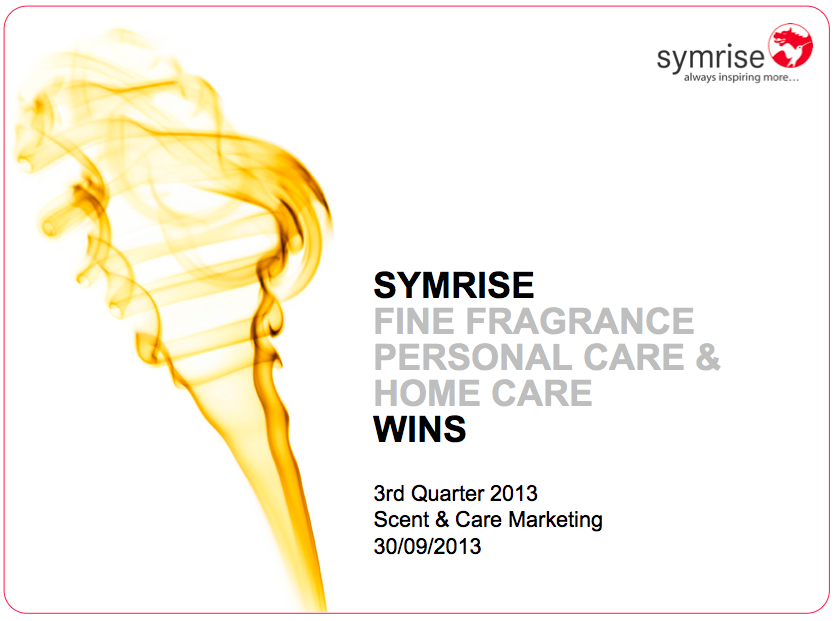 symrise
always inspiring more...
SYMRISE
FINE FRAGRANCE
PERSONAL CARE &
HOME CARE
WINS
3rd Quarter 2013
Scent & Care Marketing
30/09/2013